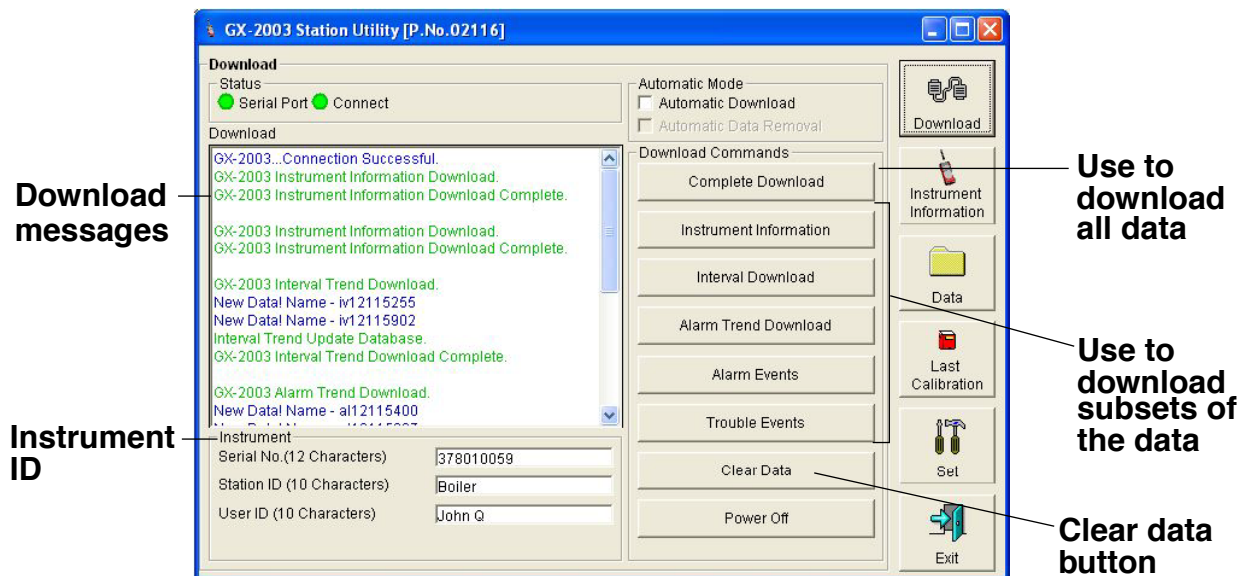 GX-2003 Station Utility [P.No.02116]
Download
Status
Serial Port Connect
Download
GX-2003...Connection Successful.
GX-2003 Instrument Information Download.
GX-2003 Instrument Information Download Complete.
GX-2003 Instrument Information Download.
GX-2003 Instrument Information Download Complete.
GX-2003 Interval Trend Download.
New Data! Name - iv12115255
New Data! Name - iv12115902
Interval Trend Update Database.
GX-2003 Interval Trend Download Complete.
GX-2003 Alarm Trend Download.
New Data! Name - al12115400
Instrument
Serial No.(12 Characters) 378010059
Station ID (10 Characters) Boiler
User ID (10 Characters) John Q
Automatic Mode
Automatic Download
Automatic Data Removal
Download Commands
Complete Download
Instrument Information
Interval Download
Alarm Trend Download
Alarm Events
Trouble Events
Clear Data
Power Off
Download
Instrument
Information
Data
Last
Calibration
Set
Exit
Download
messages
Instrument
ID
Use to
download
all data
Use to
download
subsets of
the data
Clear data
button